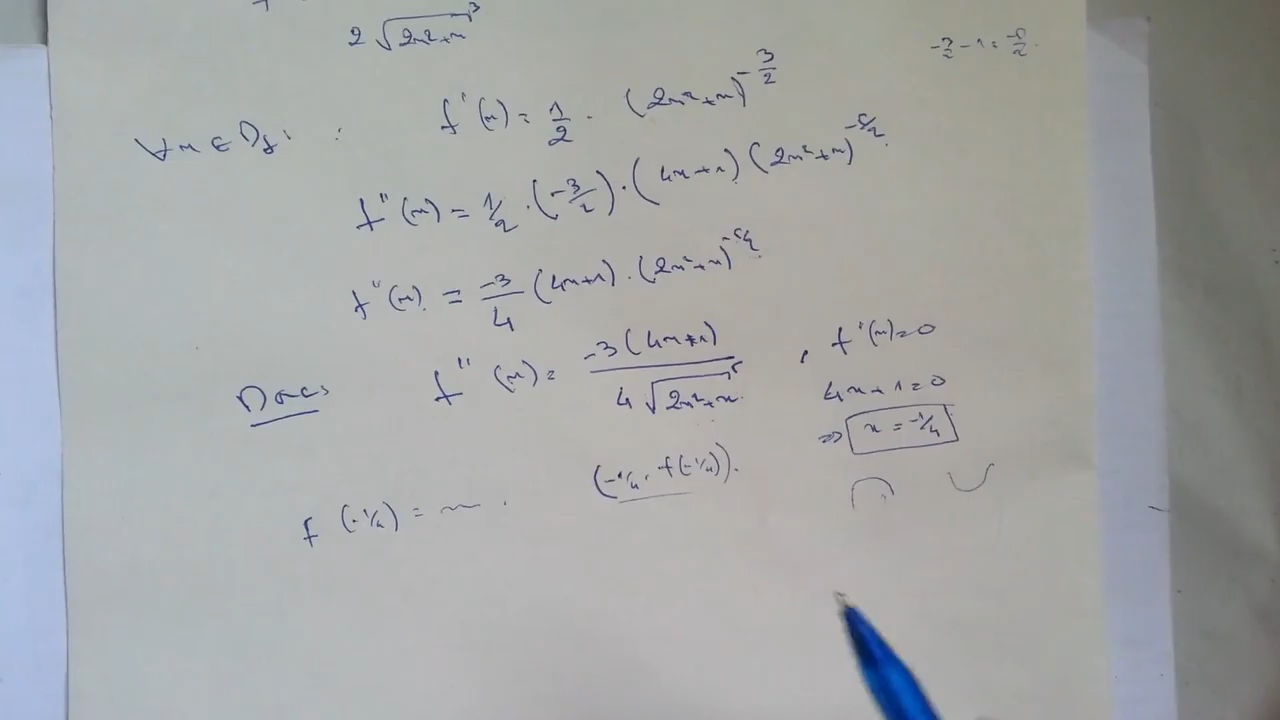 2 √(2x²+x)³
-3/2 - 1 = -5/2.
∀x ∈ Df : f'(x) = 1/2 · (2x²+x)^(-3/2)
f''(x) = 1/2 · (-3/2) · (4x+1) (2x²+x)^(-5/2)
f''(x) = -3/4 (4x+1) · (2x²+x)^(-5/2)
Donc f''(x) = -3(4x+1) / 4√(2x²+x)⁵ , f'(x)=0
4x+1=0
⇒ x = -1/4
(-1/4, f(-1/4)).
f(-1/4) =